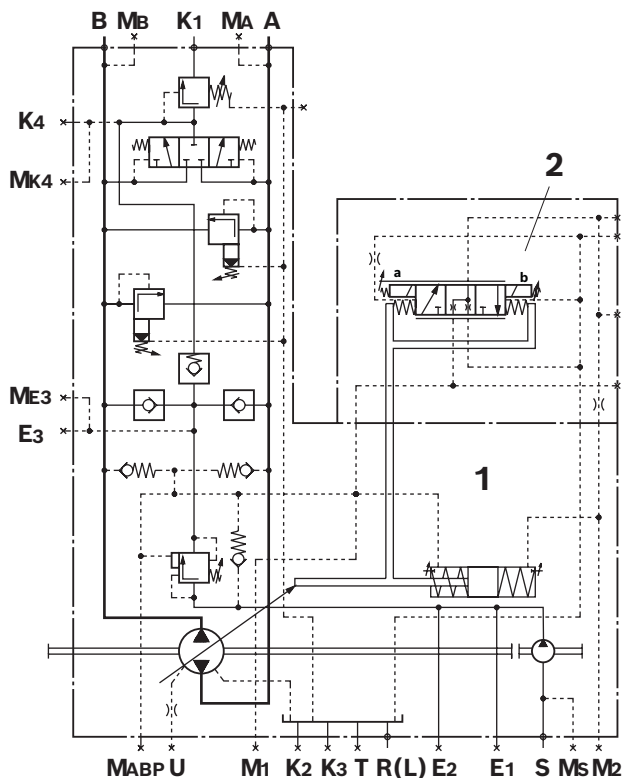 B MB K1 MA A
K4
MK4
2
a b
ME3
E3
1
MABP U M1 K2 K3 T R(L) E2 E1 S MS M2